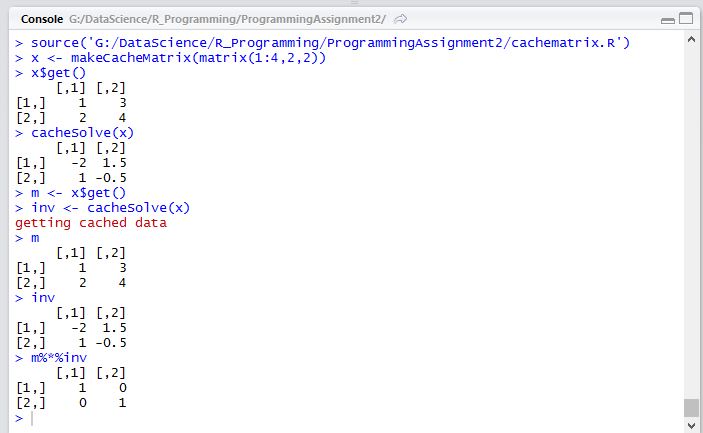 Console G:/DataScience/R_Programming/ProgrammingAssignment2/
> source('G:/DataScience/R_Programming/ProgrammingAssignment2/cachematrix.R')
> x <- makeCacheMatrix(matrix(1:4,2,2))
> x$get()
     [,1] [,2]
[1,]    1    3
[2,]    2    4
> cacheSolve(x)
     [,1] [,2]
[1,]   -2  1.5
[2,]    1 -0.5
> m <- x$get()
> inv <- cacheSolve(x)
getting cached data
> m
     [,1] [,2]
[1,]    1    3
[2,]    2    4
> inv
     [,1] [,2]
[1,]   -2  1.5
[2,]    1 -0.5
> m%*%inv
     [,1] [,2]
[1,]    1    0
[2,]    0    1
>